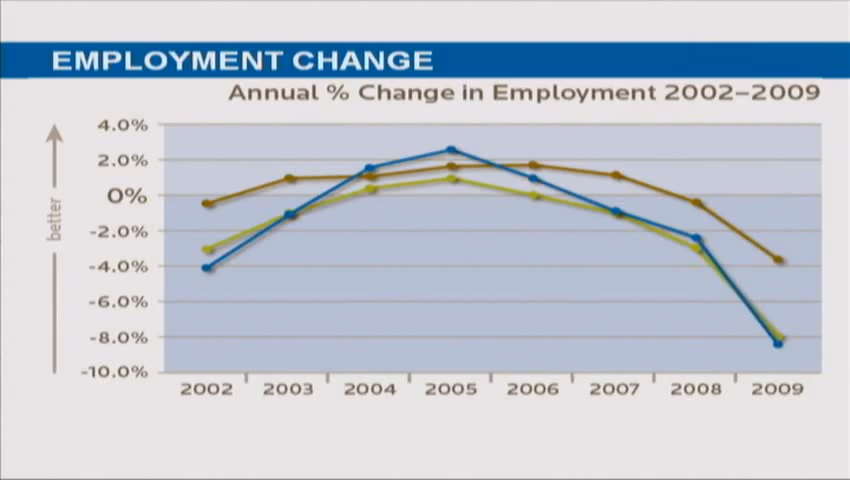 EMPLOYMENT CHANGE
Annual % Change in Employment 2002–2009
4.0%
2.0%
0%
-2.0%
-4.0%
-6.0%
-8.0%
-10.0%
better
2002 2003 2004 2005 2006 2007 2008 2009